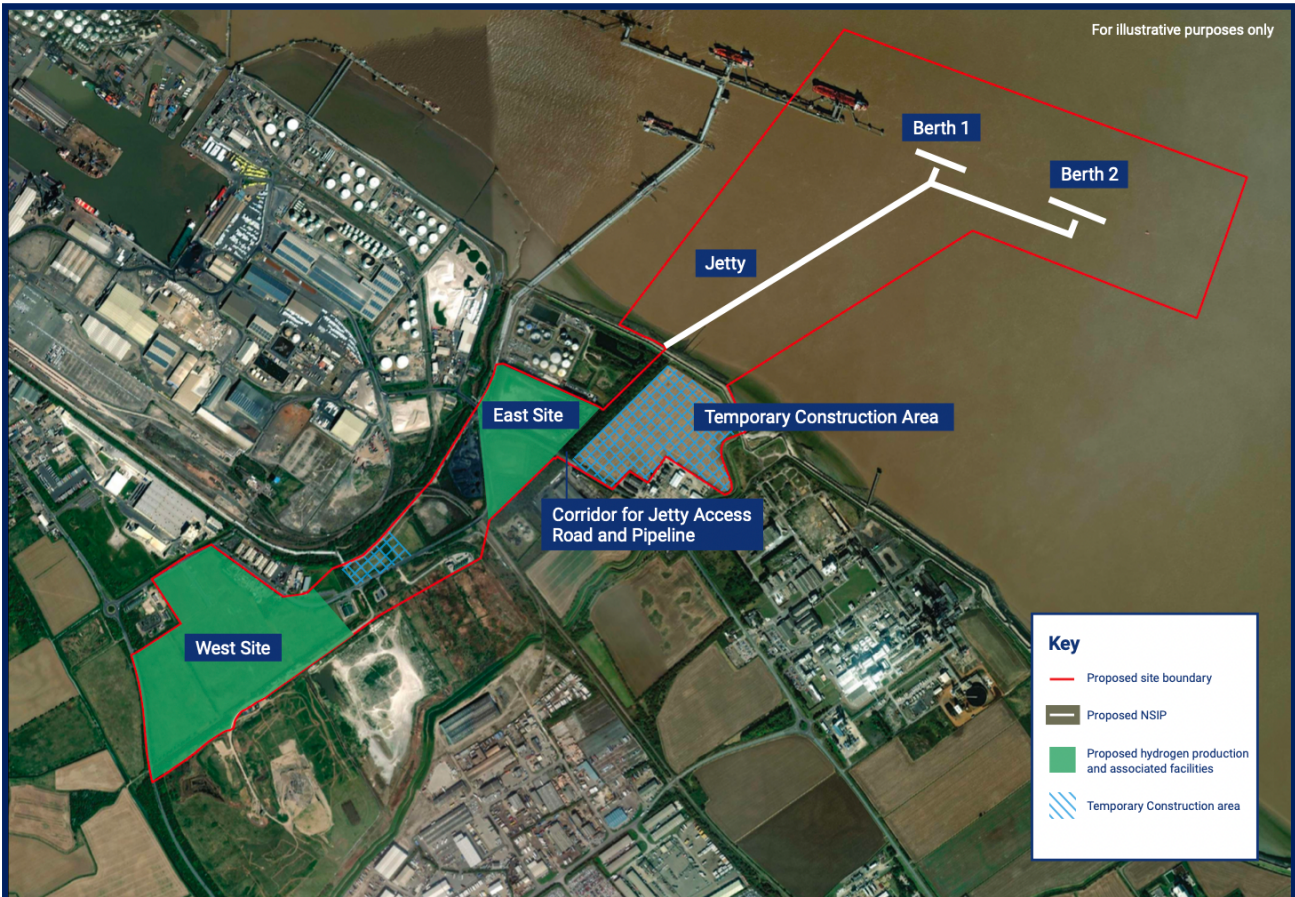 For illustrative purposes only
Berth 1
Berth 2
Jetty
East Site
Temporary Construction Area
Corridor for Jetty Access
Road and Pipeline
West Site
Key
Proposed site boundary
Proposed NSIP
Proposed hydrogen production
and associated facilities
Temporary Construction area